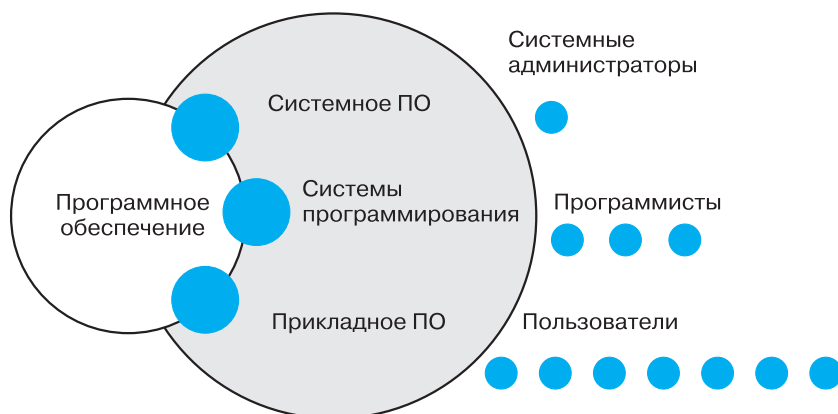 Системные
администраторы
Системное ПО
Программное
обеспечение
Системы
программирования
Программисты
Прикладное ПО
Пользователи